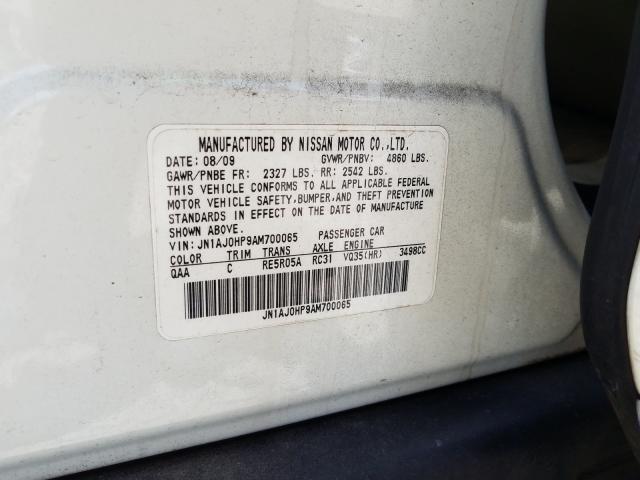 MANUFACTURED BY NISSAN MOTOR CO.,LTD.
DATE: 08/09 GVWR/PNBV: 4860 LBS.
GAWR/PNBE FR: 2327 LBS. RR: 2542 LBS.
THIS VEHICLE CONFORMS TO ALL APPLICABLE FEDERAL
MOTOR VEHICLE SAFETY,BUMPER,AND THEFT PREVENTION
STANDARDS IN EFFECT ON THE DATE OF MANUFACTURE
SHOWN ABOVE.
VIN: JN1AJ0HP9AM700065 PASSENGER CAR
COLOR TRIM TRANS AXLE ENGINE
QAA C RE5R05A RC31 VQ35(HR) 3498CC
JN1AJ0HP9AM700065